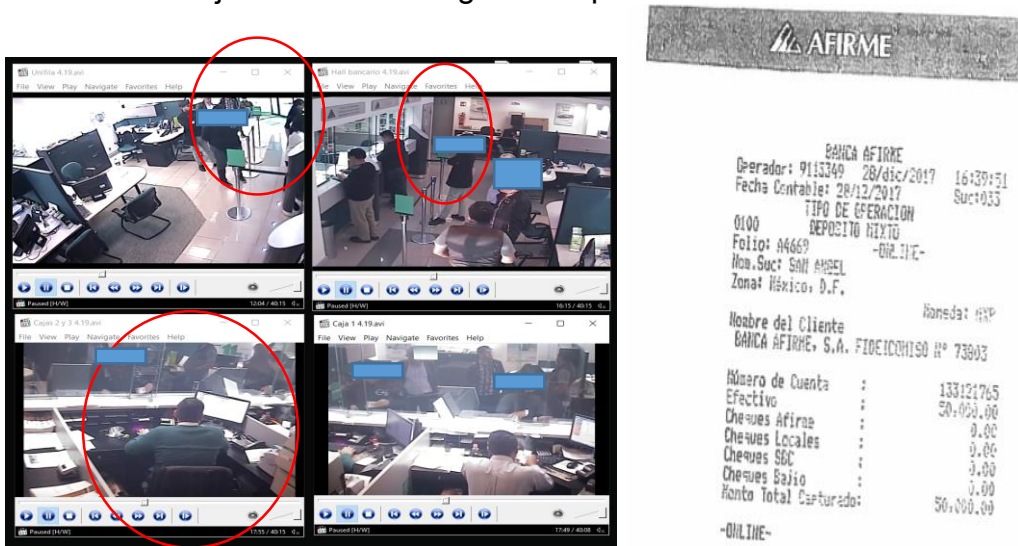 Unifila 4.19.avi
File View Play Navigate Favorites Help
Paused [H/W]
12:04 / 40:15
Hall bancario 4.19.avi
File View Play Navigate Favorites Help
Paused [H/W]
16:15 / 40:15
Cajas 2 y 3 4.19.avi
File View Play Navigate Favorites Help
Paused [H/W]
17:55 / 40:15
Caja 1 4.19.avi
File View Play Navigate Favorites Help
Paused [H/W]
17:49 / 40:08
AFIRME
BANCA AFIRME
Operador: 9113349 28/dic/2017 16:39:51
Fecha Contable: 28/12/2017 Suc:033
TIPO DE OPERACION
0100 DEPOSITO MIXTO
Folio: A4669 -ONLINE-
Nom.Suc: SAN ANGEL
Zona: México, D.F.
Moneda: MXP
Nombre del Cliente
BANCA AFIRME, S.A. FIDEICOMISO Nº 73803
Número de Cuenta : 133121765
Efectivo : 50,000.00
Cheques Afirme : 0.00
Cheques Locales : 0.00
Cheques SBC : 0.00
Cheques Bajio : 0.00
Monto Total Capturado: 50,000.00
-ONLINE-